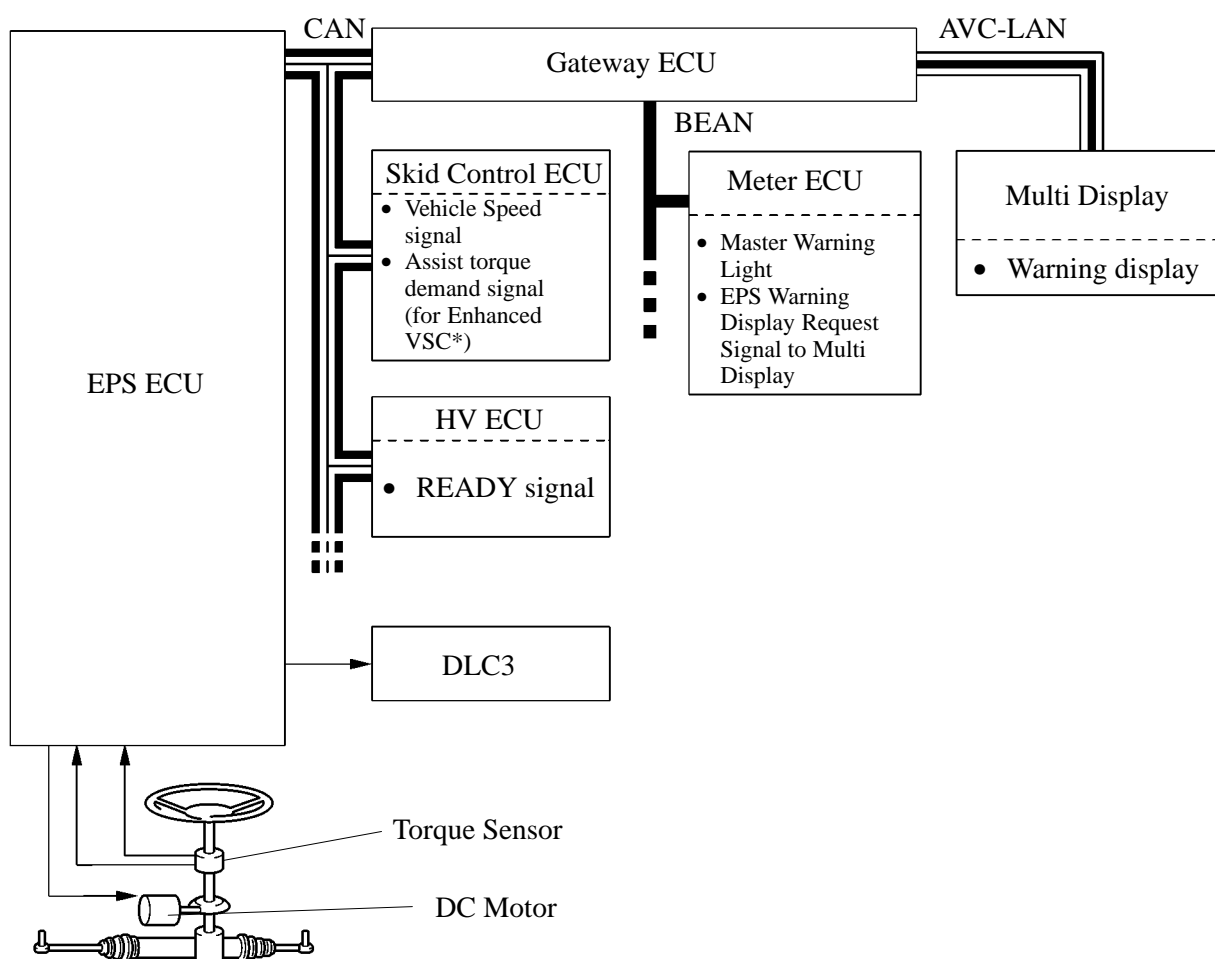 CAN
Gateway ECU
AVC-LAN
BEAN
Skid Control ECU
• Vehicle Speed
signal
• Assist torque
demand signal
(for Enhanced
VSC*)
Meter ECU
• Master Warning
Light
• EPS Warning
Display Request
Signal to Multi
Display
Multi Display
• Warning display
EPS ECU
HV ECU
• READY signal
DLC3
Torque Sensor
DC Motor